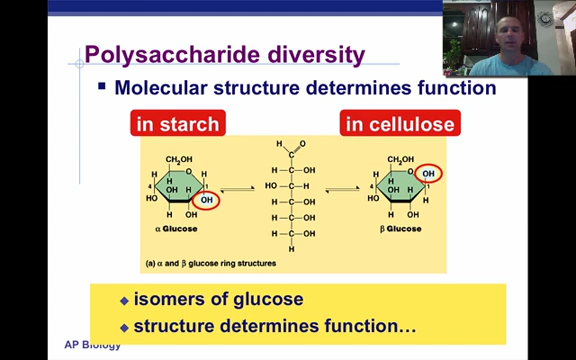 Polysaccharide diversity
Molecular structure determines function
in starch
in cellulose
H O
C
CH₂OH
O
H H
H
4 OH H 1
HO OH
H OH
α Glucose
H C OH
HO C H
H C OH
H C OH
H C OH
H
CH₂OH
O OH
H
H
4 OH H 1
HO H
H OH
β Glucose
(a) α and β glucose ring structures
isomers of glucose
structure determines function…
AP Biology